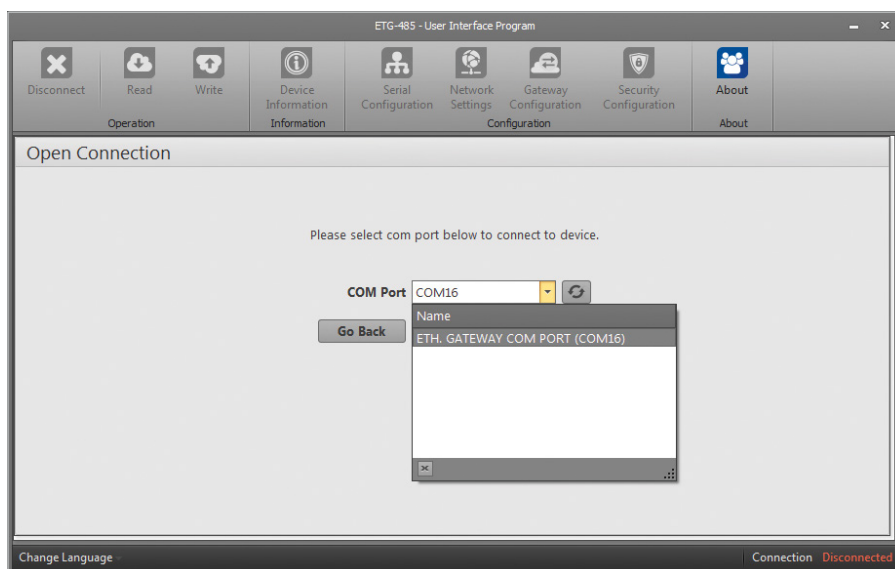 ETG-485 - User Interface Program
Disconnect
Read
Write
Device
Information
Serial
Configuration
Network
Settings
Gateway
Configuration
Security
Configuration
About
Operation
Information
Configuration
About
Open Connection
Please select com port below to connect to device.
COM Port COM16
Name
Go Back
ETH. GATEWAY COM PORT (COM16)
Change Language
Connection Disconnected